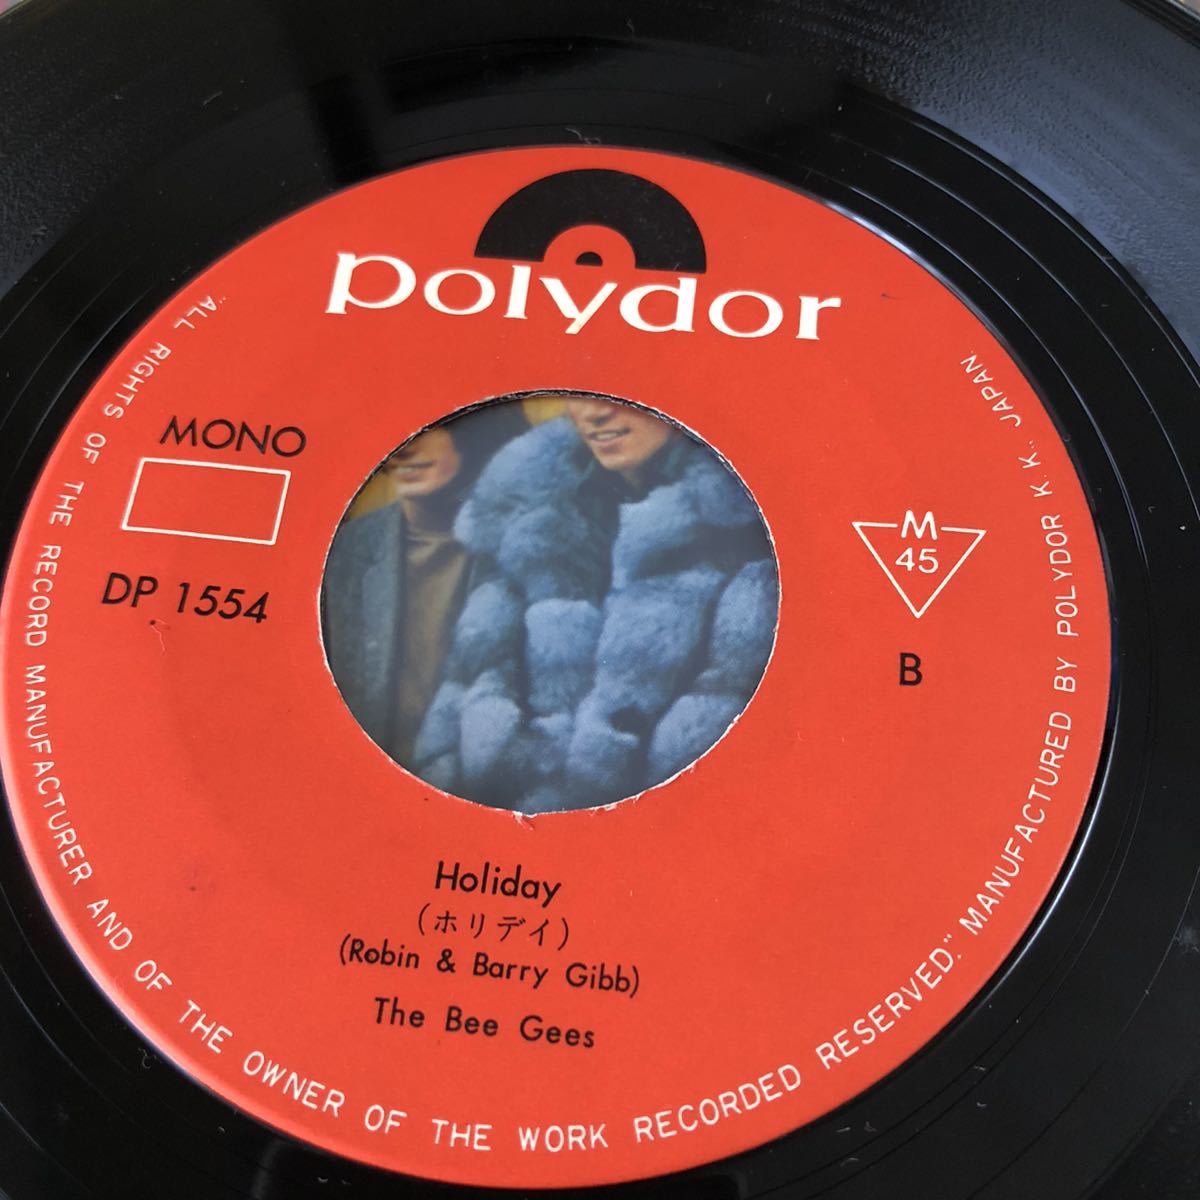 polydor
MONO
DP 1554
M
45
B
Holiday
(ホリデイ)
(Robin & Barry Gibb)
The Bee Gees
"ALL RIGHTS OF THE RECORD MANUFACTURER AND OF THE OWNER OF THE WORK RECORDED RESERVED." MANUFACTURED BY POLYDOR K.K., JAPAN.